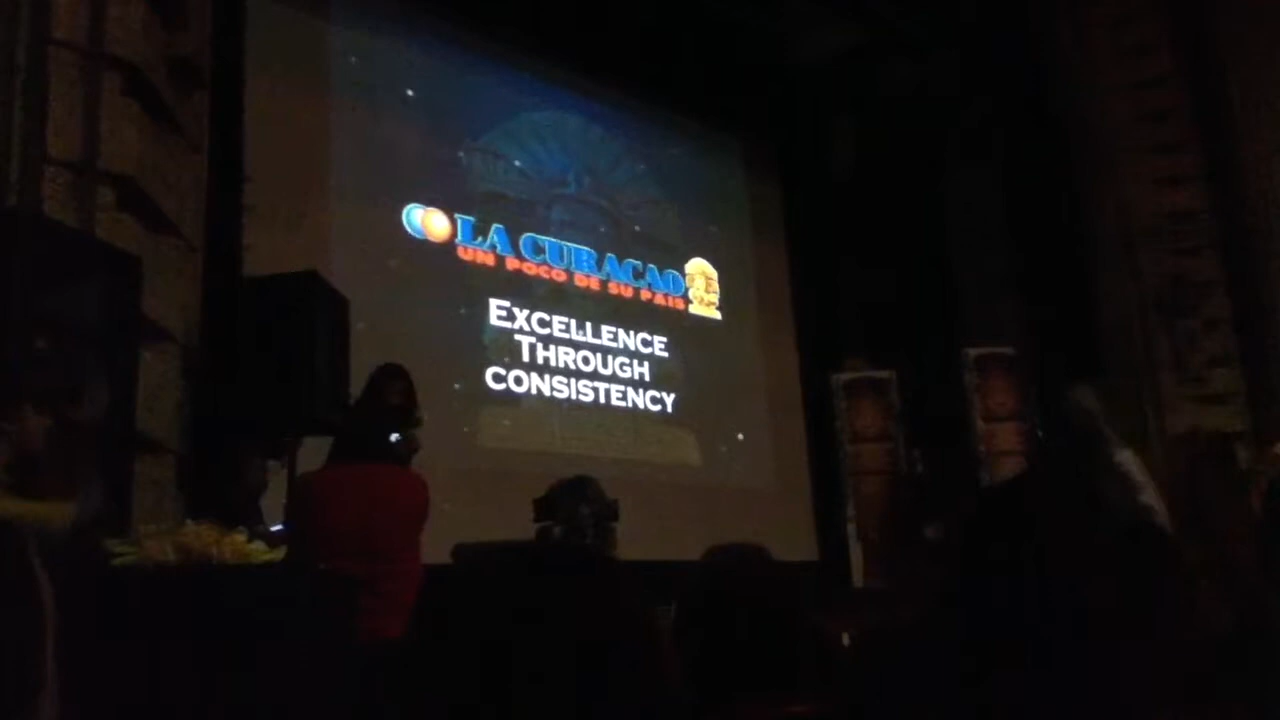 LA CURACAO
UN POCO DE SU PAIS
EXCELLENCE
THROUGH
CONSISTENCY